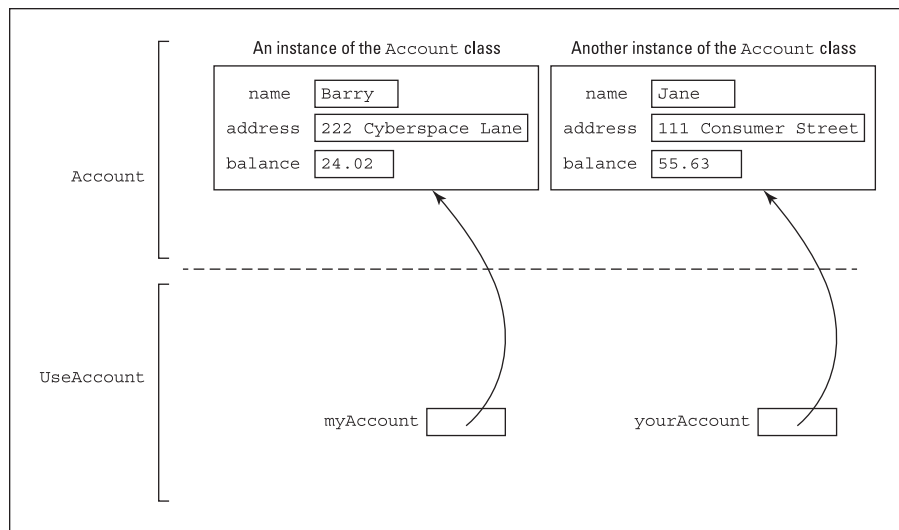 An instance of the Account class
Another instance of the Account class
name Barry
address 222 Cyberspace Lane
balance 24.02
name Jane
address 111 Consumer Street
balance 55.63
Account
UseAccount
myAccount
yourAccount